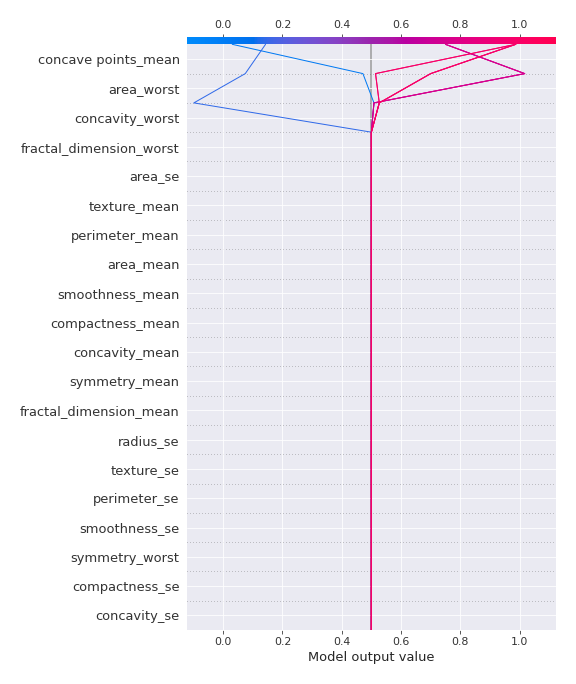 0.0 0.2 0.4 0.6 0.8 1.0
concave points_mean
area_worst
concavity_worst
fractal_dimension_worst
area_se
texture_mean
perimeter_mean
area_mean
smoothness_mean
compactness_mean
concavity_mean
symmetry_mean
fractal_dimension_mean
radius_se
texture_se
perimeter_se
smoothness_se
symmetry_worst
compactness_se
concavity_se
0.0 0.2 0.4 0.6 0.8 1.0
Model output value